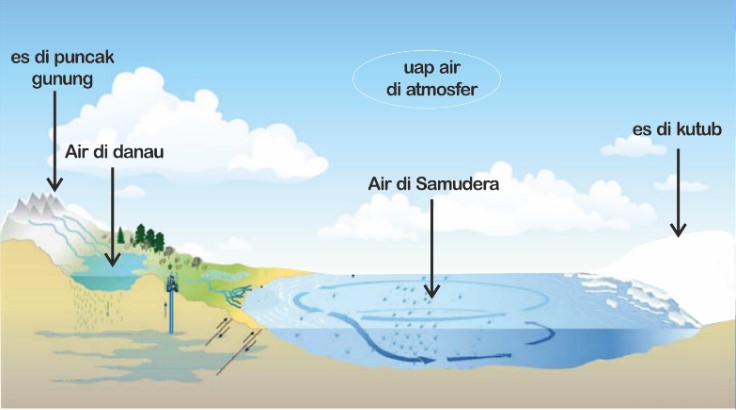 es di puncak
gunung
uap air
di atmosfer
es di kutub
Air di danau
Air di Samudera